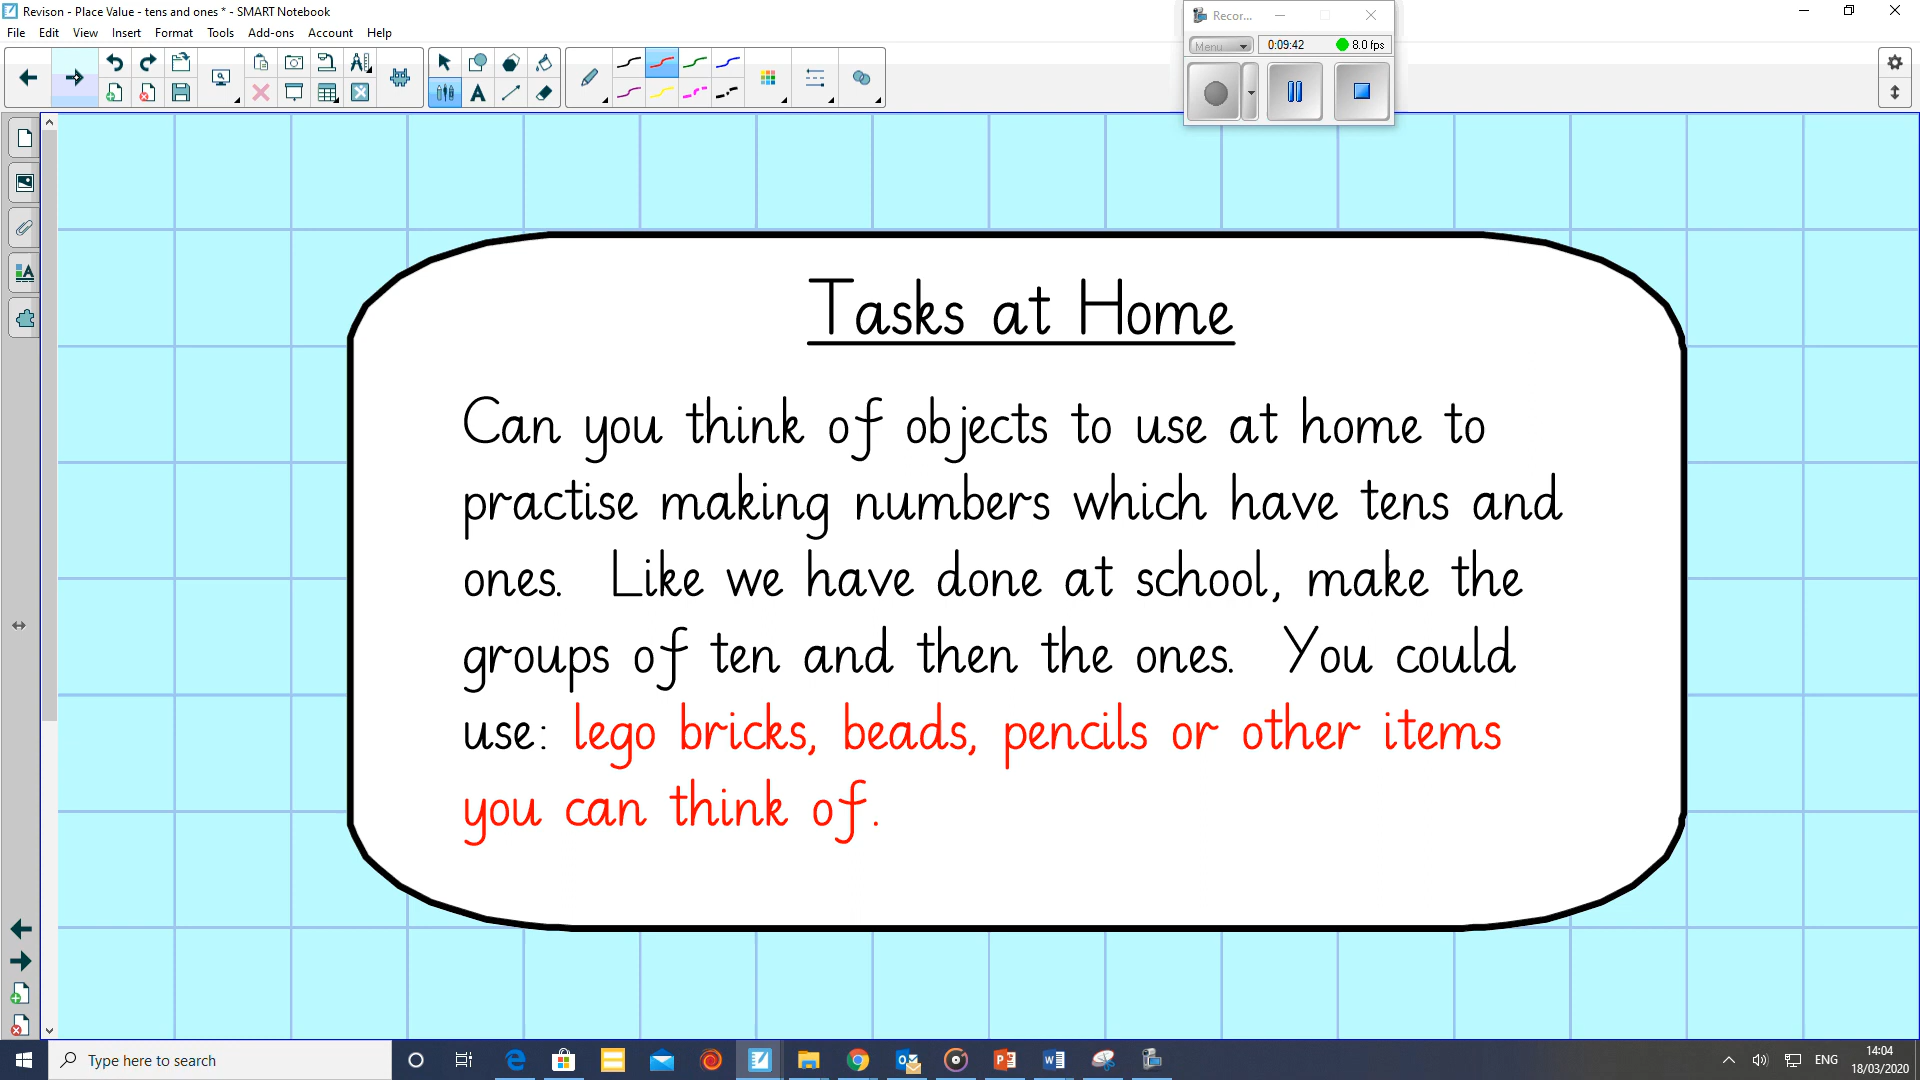 Revison - Place Value - tens and ones * - SMART Notebook
File Edit View Insert Format Tools Add-ons Account Help
Recor...
Menu
0:09:42
8.0 fps
Tasks at Home
Can you think of objects to use at home to
practise making numbers which have tens and
ones. Like we have done at school, make the
groups of ten and then the ones. You could
use: lego bricks, beads, pencils or other items
you can think of.
Type here to search
ENG
14:04
18/03/2020